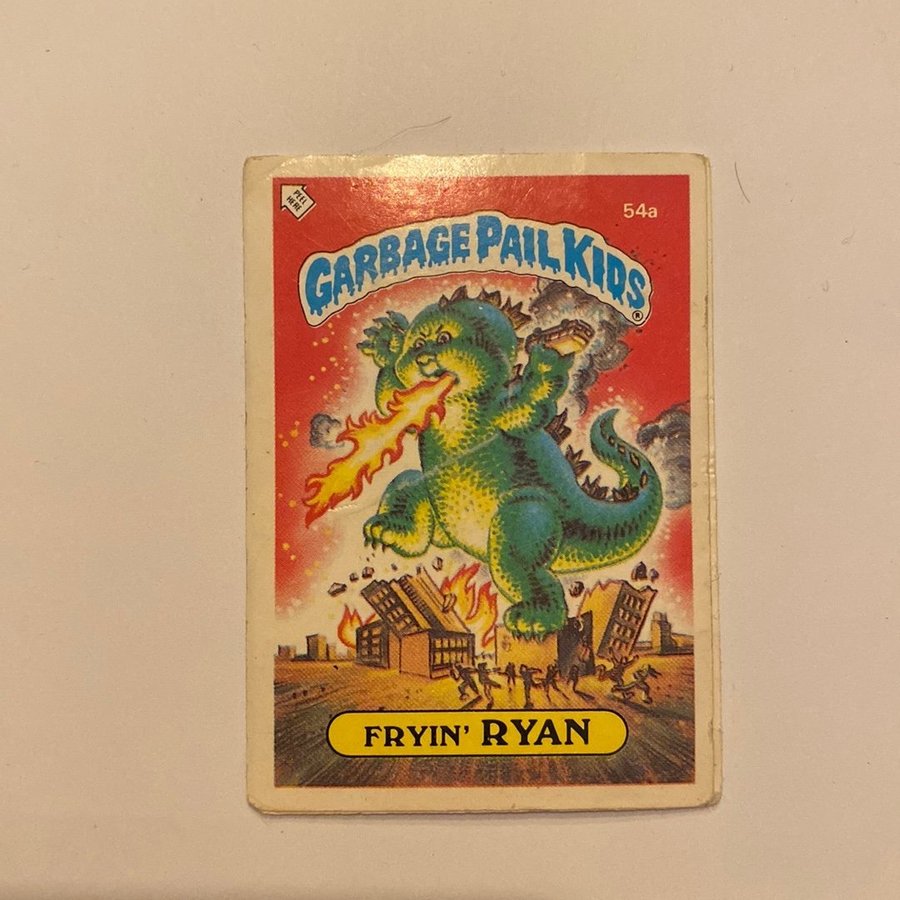 PEEL
HERE
54a
GARBAGE PAIL KIDS
®
FRYIN' RYAN